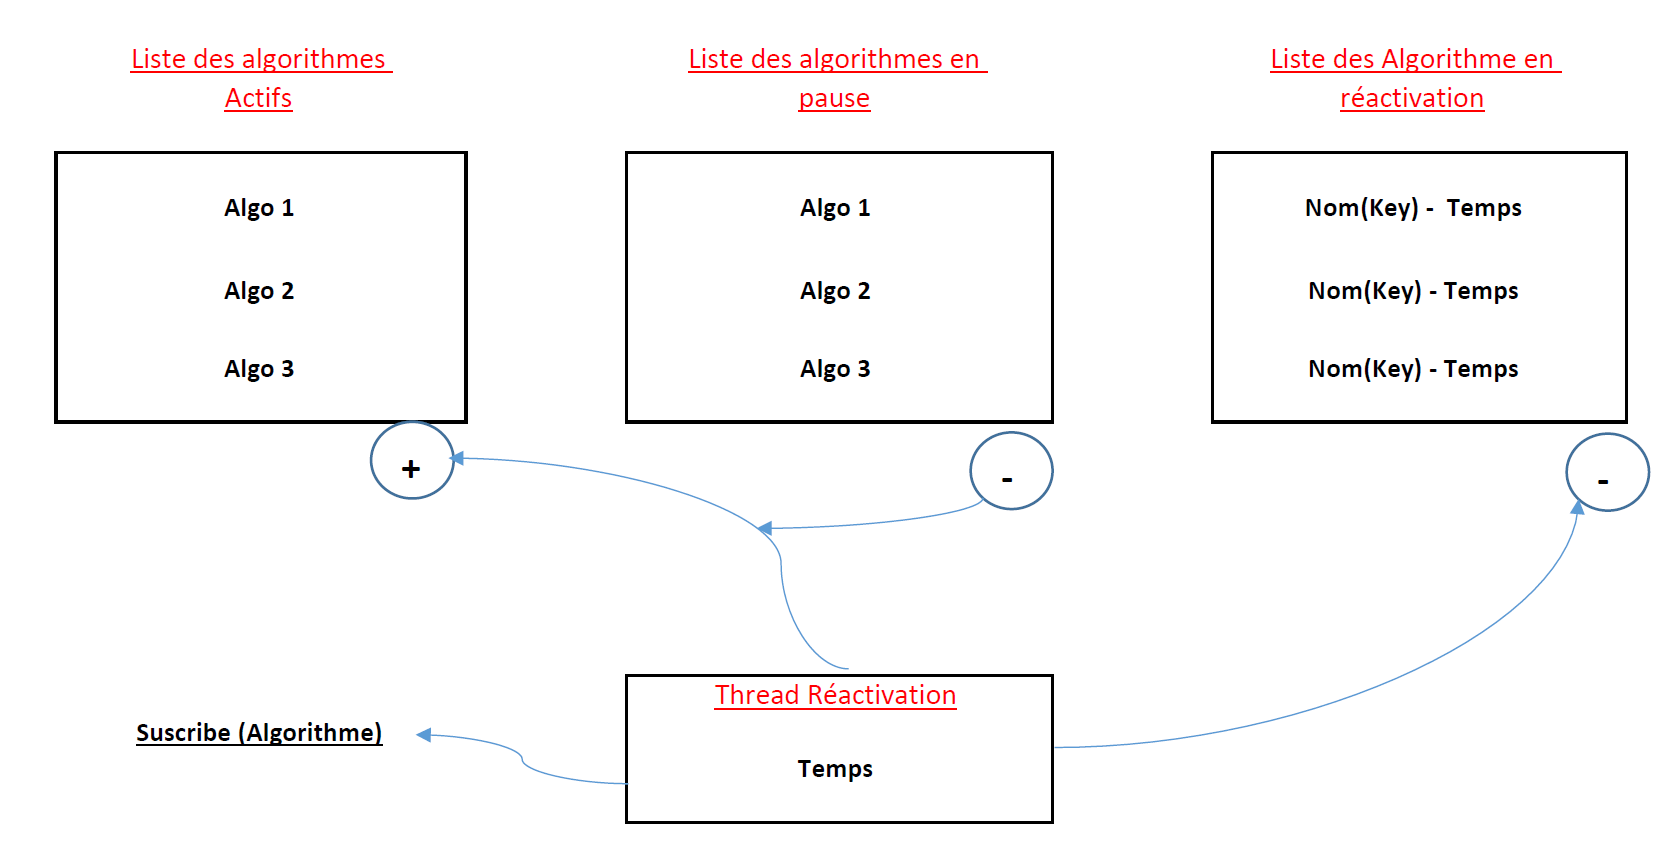 Liste des algorithmes
Actifs
Algo 1
Algo 2
Algo 3
+
Liste des algorithmes en
pause
Algo 1
Algo 2
Algo 3
-
Liste des Algorithme en
réactivation
Nom(Key) - Temps
Nom(Key) - Temps
Nom(Key) - Temps
-
Suscribe (Algorithme)
Thread Réactivation
Temps